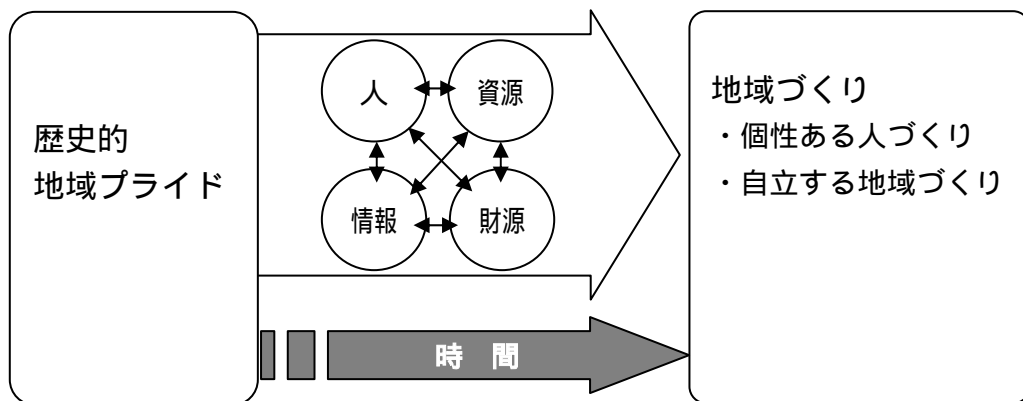 歴史的
地域プライド
人
資源
情報
財源
時 間
地域づくり
・個性ある人づくり
・自立する地域づくり